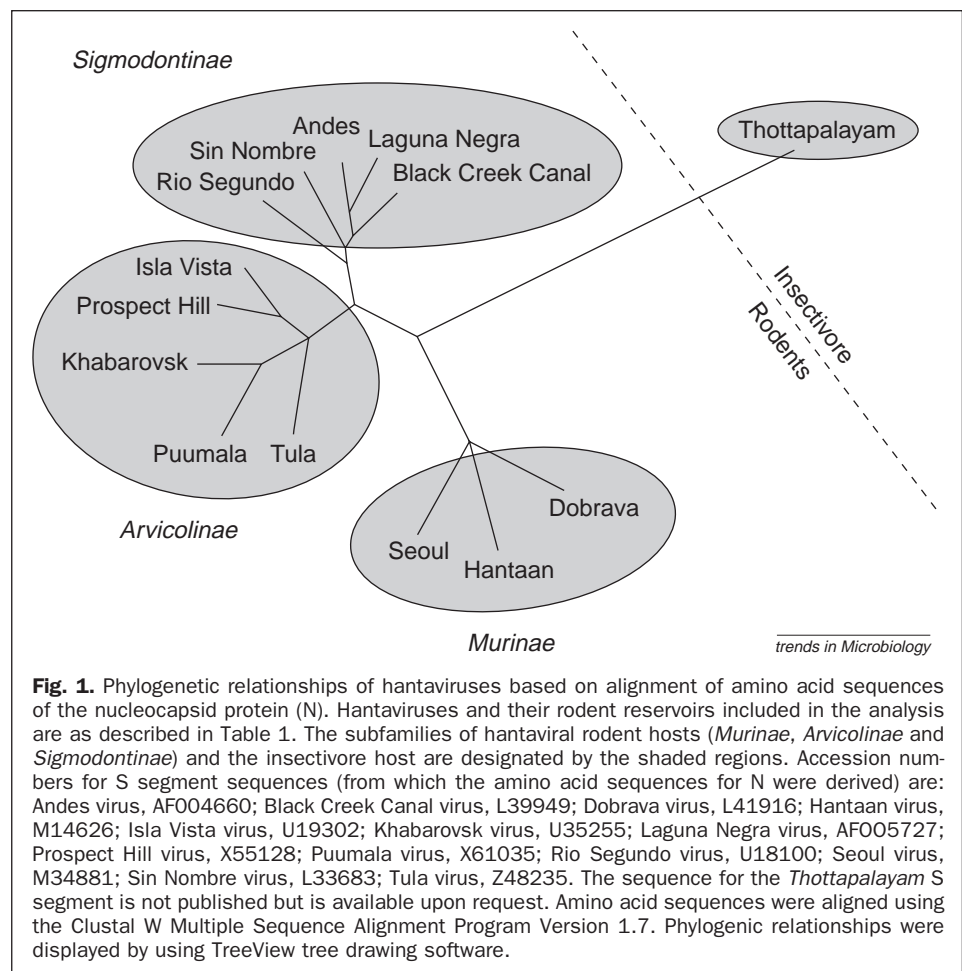 Sigmodontinae
Andes
Laguna Negra
Sin Nombre
Black Creek Canal
Rio Segundo
Thottapalayam
Isla Vista
Prospect Hill
Khabarovsk
Puumala
Tula
Arvicolinae
Insectivore
Rodents
Dobrava
Seoul
Hantaan
Murinae
trends in Microbiology
Fig. 1. Phylogenetic relationships of hantaviruses based on alignment of amino acid sequences
of the nucleocapsid protein (N). Hantaviruses and their rodent reservoirs included in the analysis
are as described in Table 1. The subfamilies of hantaviral rodent hosts (Murinae, Arvicolinae and
Sigmodontinae) and the insectivore host are designated by the shaded regions. Accession num-
bers for S segment sequences (from which the amino acid sequences for N were derived) are:
Andes virus, AF004660; Black Creek Canal virus, L39949; Dobrava virus, L41916; Hantaan virus,
M14626; Isla Vista virus, U19302; Khabarovsk virus, U35255; Laguna Negra virus, AF005727;
Prospect Hill virus, X55128; Puumala virus, X61035; Rio Segundo virus, U18100; Seoul virus,
M34881; Sin Nombre virus, L33683; Tula virus, Z48235. The sequence for the Thottapalayam S
segment is not published but is available upon request. Amino acid sequences were aligned using
the Clustal W Multiple Sequence Alignment Program Version 1.7. Phylogenic relationships were
displayed by using TreeView tree drawing software.